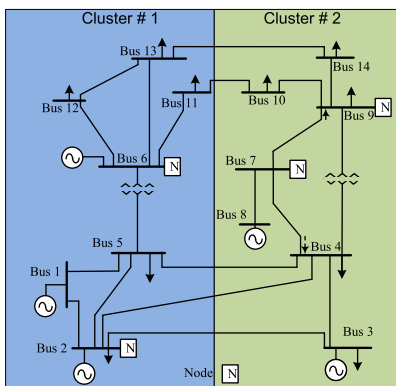 Cluster # 1
Cluster # 2
Bus 13
Bus 14
Bus 12
Bus 11
Bus 10
Bus 9
N
Bus 6
N
Bus 7
N
Bus 8
Bus 5
Bus 4
Bus 1
Bus 2
N
Bus 3
Node
N